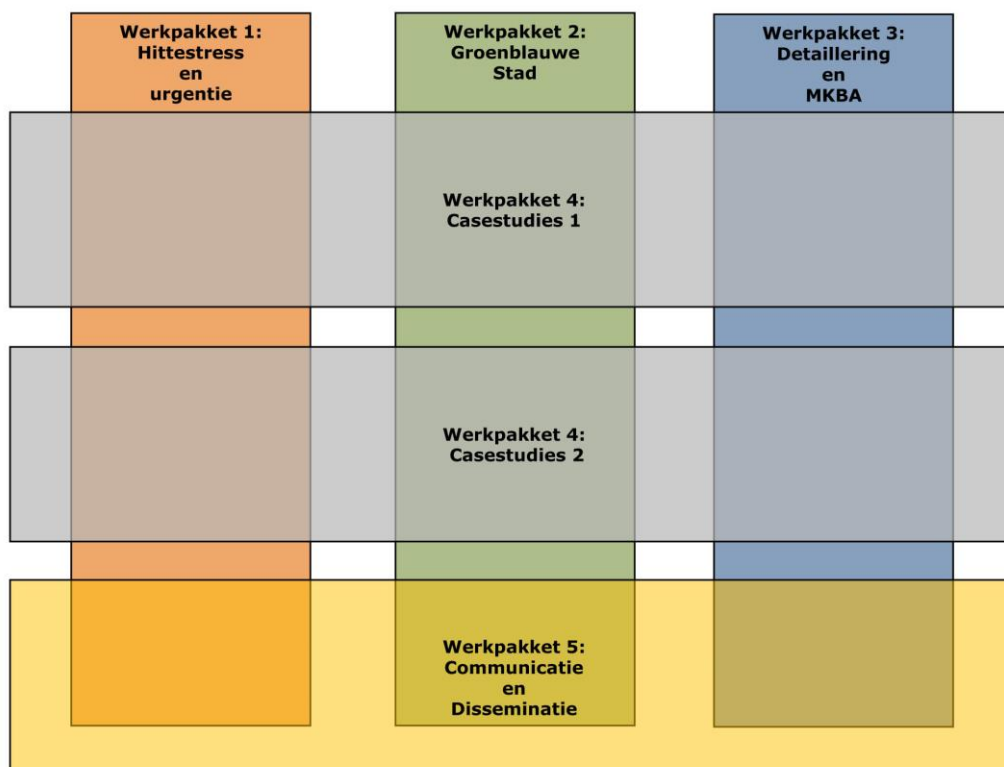 Werkpakket 1:
Hittestress
en
urgentie
Werkpakket 2:
Groenblauwe
Stad
Werkpakket 3:
Detaillering
en
MKBA
Werkpakket 4:
Casestudies 1
Werkpakket 4:
Casestudies 2
Werkpakket 5:
Communicatie
en
Disseminatie